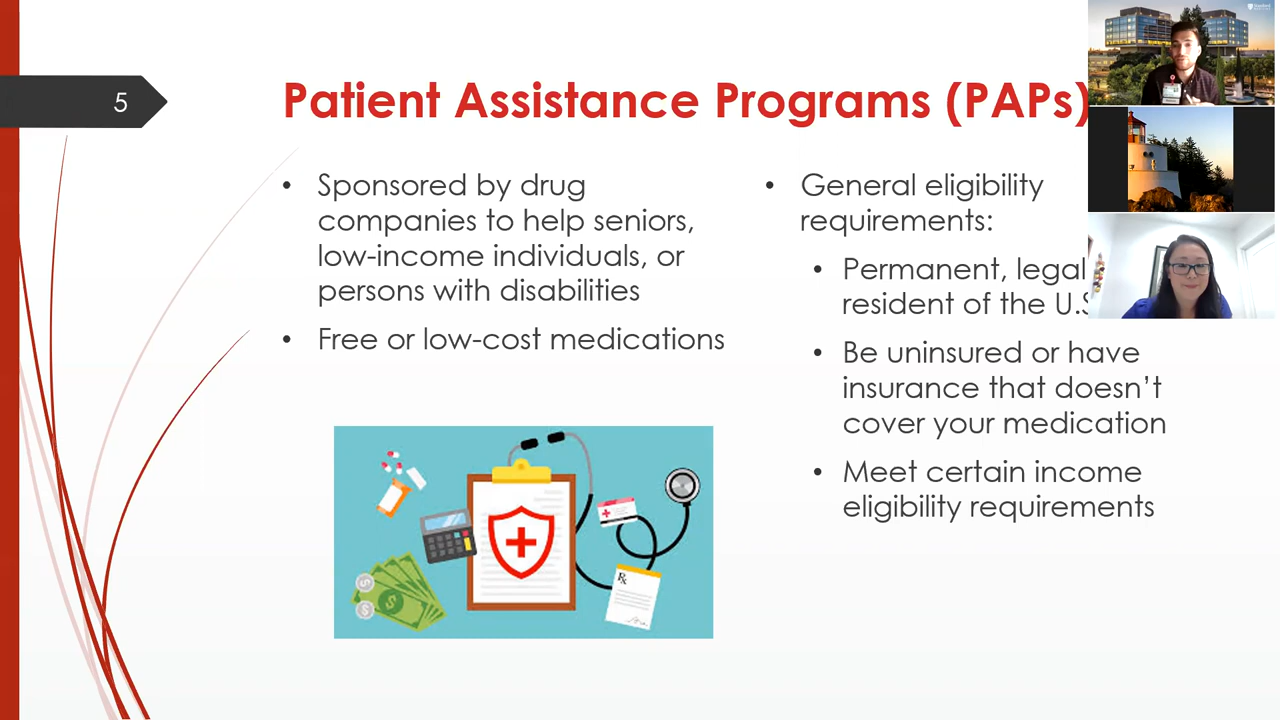 5
Patient Assistance Programs (PAPs)
• Sponsored by drug
companies to help seniors,
low-income individuals, or
persons with disabilities
• Free or low-cost medications
• General eligibility
requirements:
• Permanent, legal
resident of the U.S
• Be uninsured or have
insurance that doesn’t
cover your medication
• Meet certain income
eligibility requirements
Rx
Stanford